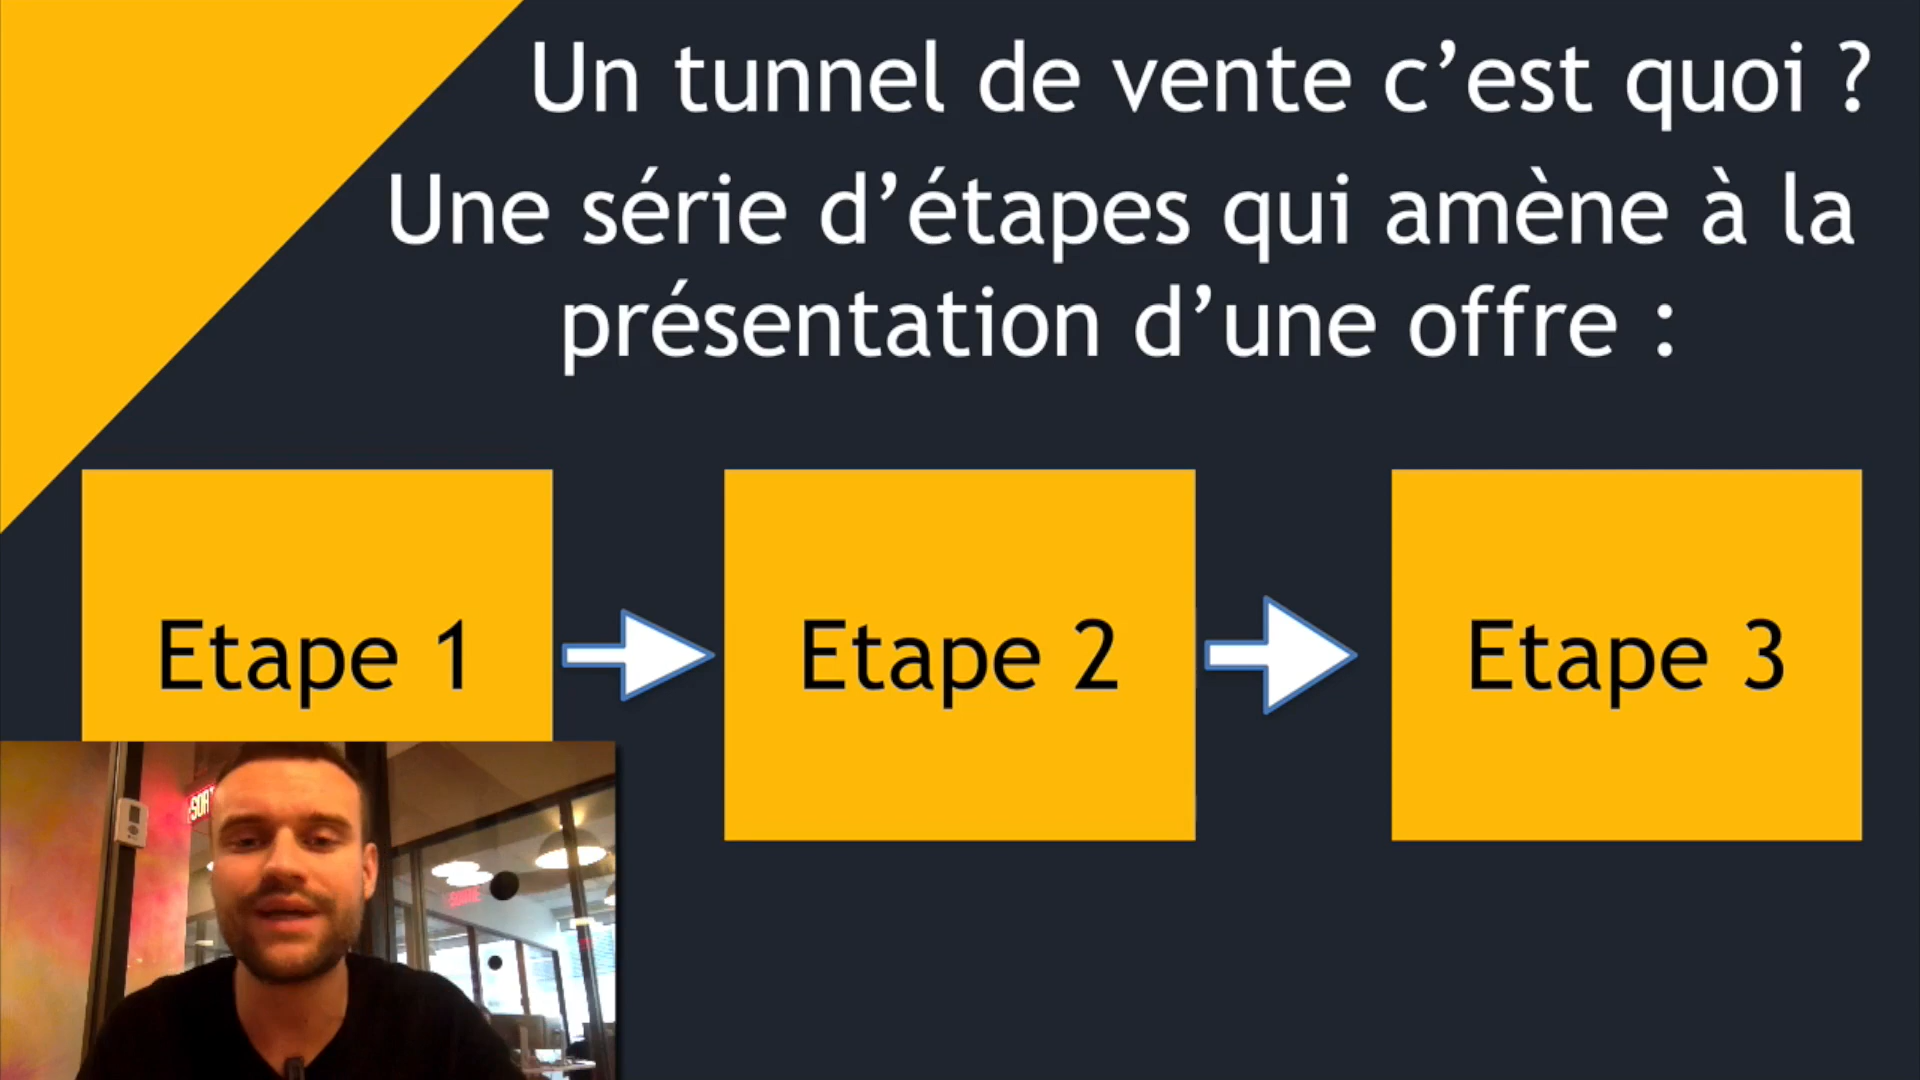 Un tunnel de vente c’est quoi ?
Une série d’étapes qui amène à la
présentation d’une offre :
Etape 1
Etape 2
Etape 3